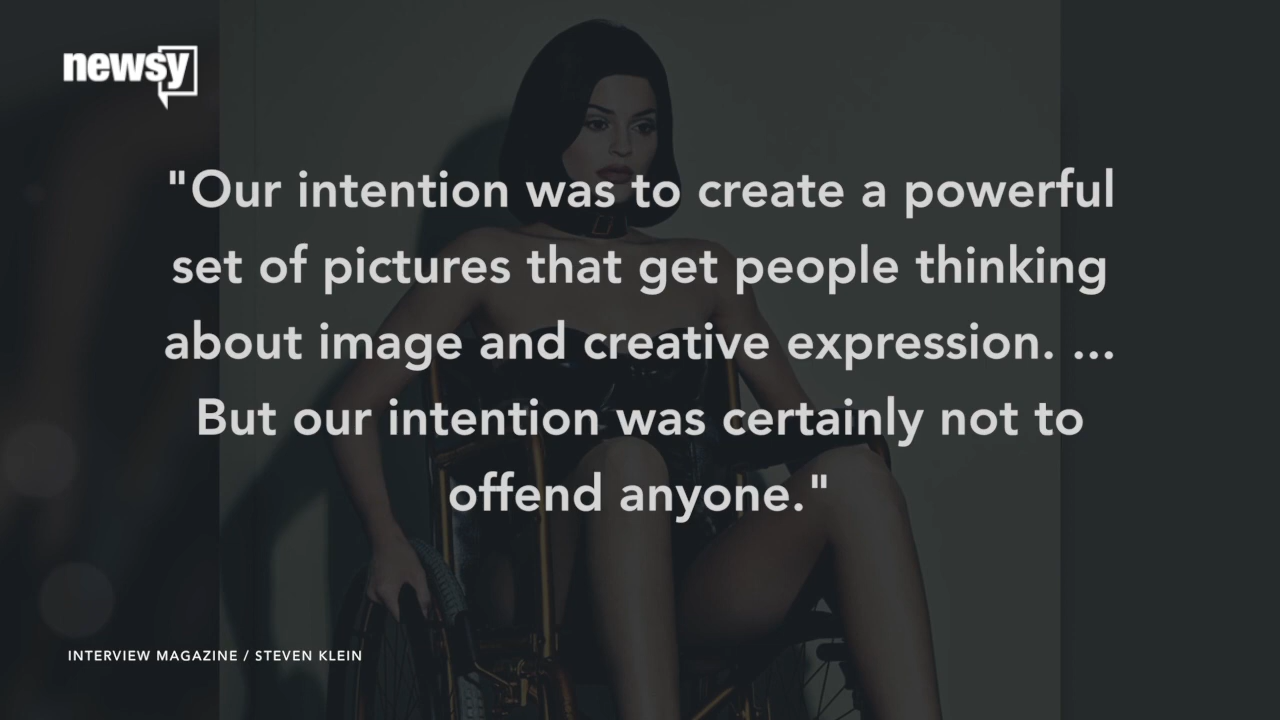 newsy
"Our intention was to create a powerful
set of pictures that get people thinking
about image and creative expression. ...
But our intention was certainly not to
offend anyone."
INTERVIEW MAGAZINE / STEVEN KLEIN